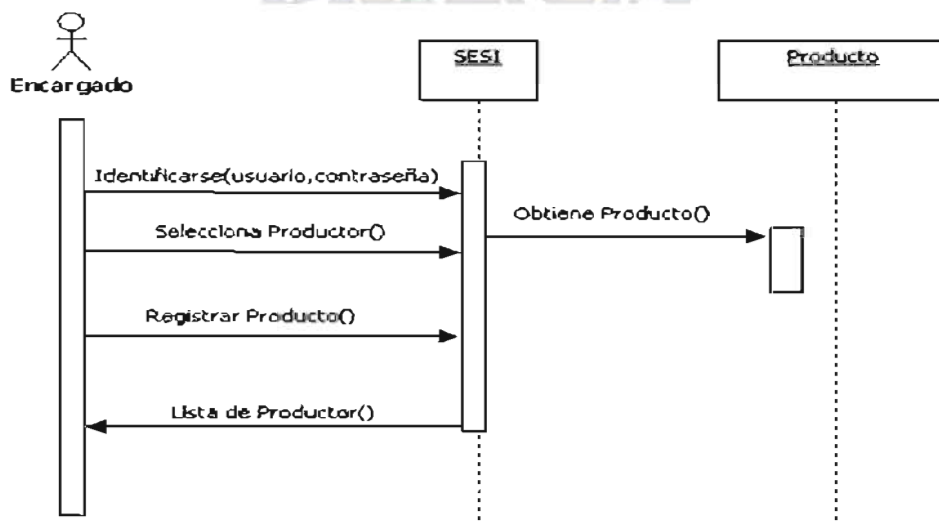 Encargado
SESI
Producto
Identificarse(usuario,contraseña)
Obtiene Producto()
Selecciona Productor()
Registrar Producto()
Lista de Productor()